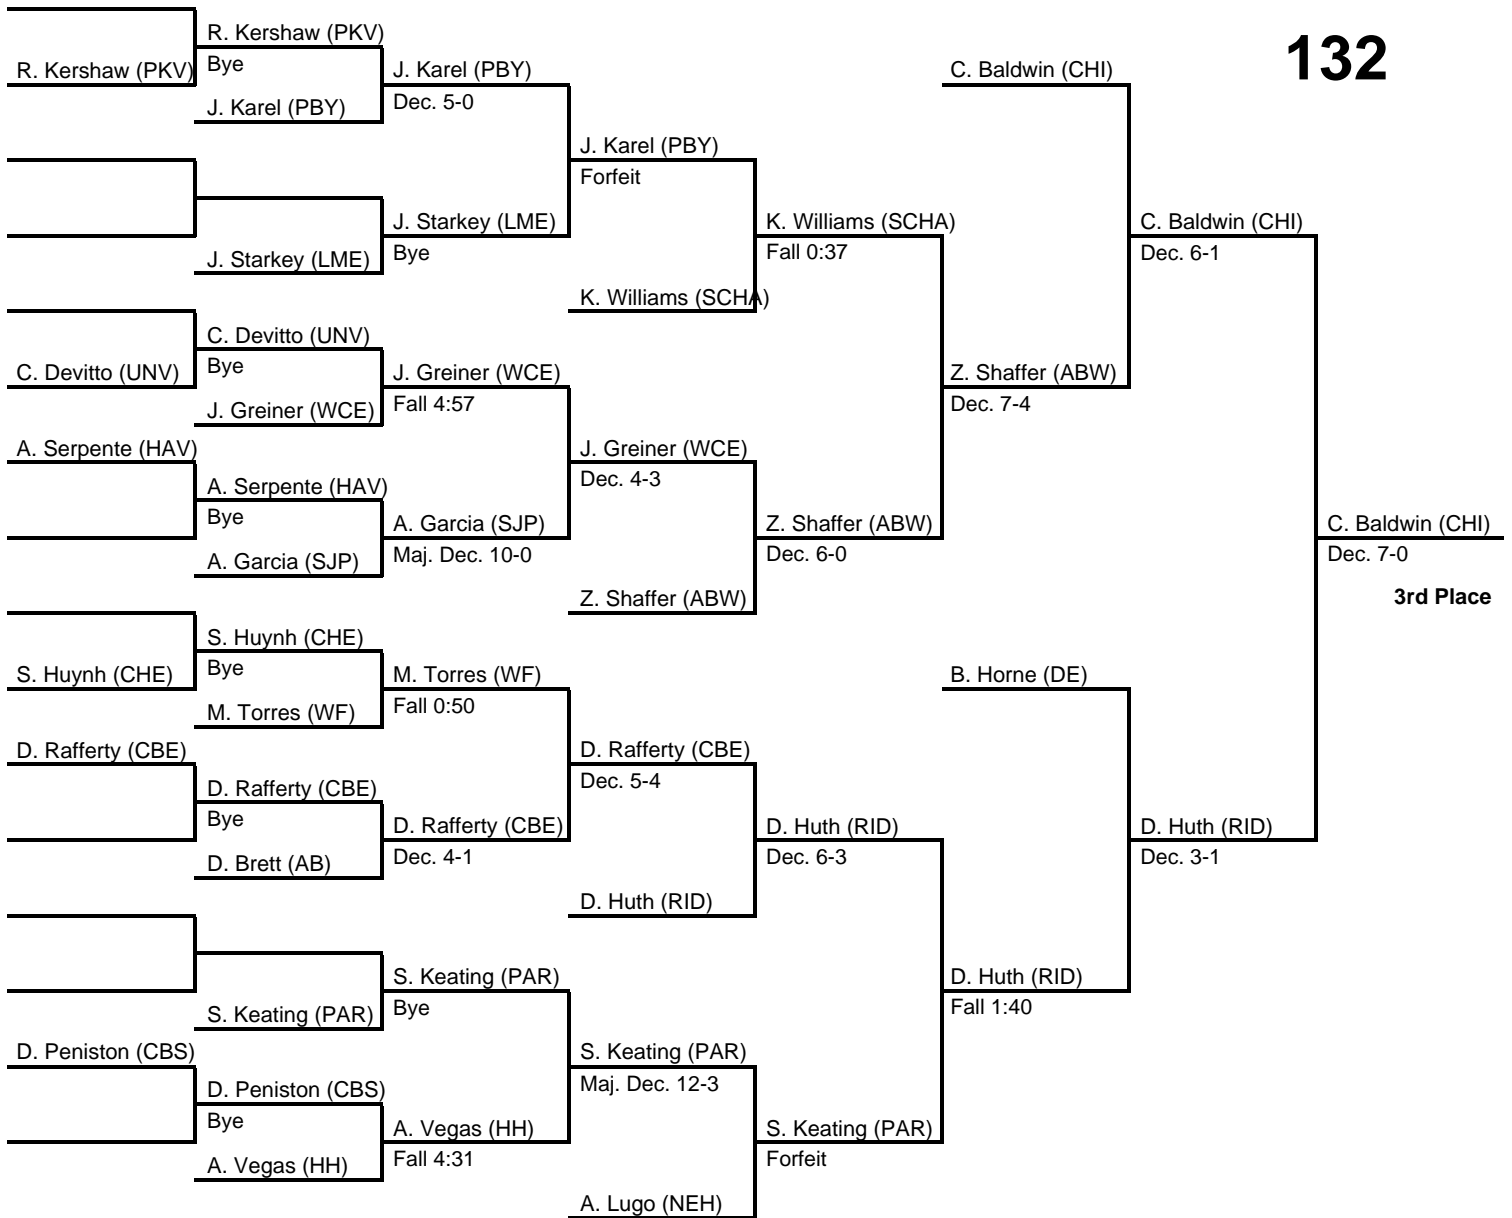 132
R. Kershaw (PKV)
R. Kershaw (PKV)
Bye
J. Karel (PBY)
J. Karel (PBY)
Dec. 5-0
J. Starkey (LME)
J. Starkey (LME)
Bye
J. Karel (PBY)
Forfeit
K. Williams (SCHA)
K. Williams (SCHA)
Fall 0:37
C. Devitto (UNV)
C. Devitto (UNV)
Bye
J. Greiner (WCE)
J. Greiner (WCE)
Fall 4:57
A. Serpente (HAV)
A. Serpente (HAV)
Bye
A. Garcia (SJP)
A. Garcia (SJP)
Maj. Dec. 10-0
J. Greiner (WCE)
Dec. 4-3
Z. Shaffer (ABW)
Z. Shaffer (ABW)
Dec. 6-0
Z. Shaffer (ABW)
Dec. 7-4
C. Baldwin (CHI)
C. Baldwin (CHI)
Dec. 6-1
S. Huynh (CHE)
S. Huynh (CHE)
Bye
M. Torres (WF)
M. Torres (WF)
Fall 0:50
D. Rafferty (CBE)
D. Rafferty (CBE)
Bye
D. Brett (AB)
D. Rafferty (CBE)
Dec. 4-1
D. Rafferty (CBE)
Dec. 5-4
D. Huth (RID)
D. Huth (RID)
Dec. 6-3
S. Keating (PAR)
S. Keating (PAR)
Bye
D. Peniston (CBS)
D. Peniston (CBS)
Bye
A. Vegas (HH)
A. Vegas (HH)
Fall 4:31
S. Keating (PAR)
Maj. Dec. 12-3
A. Lugo (NEH)
S. Keating (PAR)
Forfeit
D. Huth (RID)
Fall 1:40
B. Horne (DE)
D. Huth (RID)
Dec. 3-1
C. Baldwin (CHI)
Dec. 7-0
3rd Place